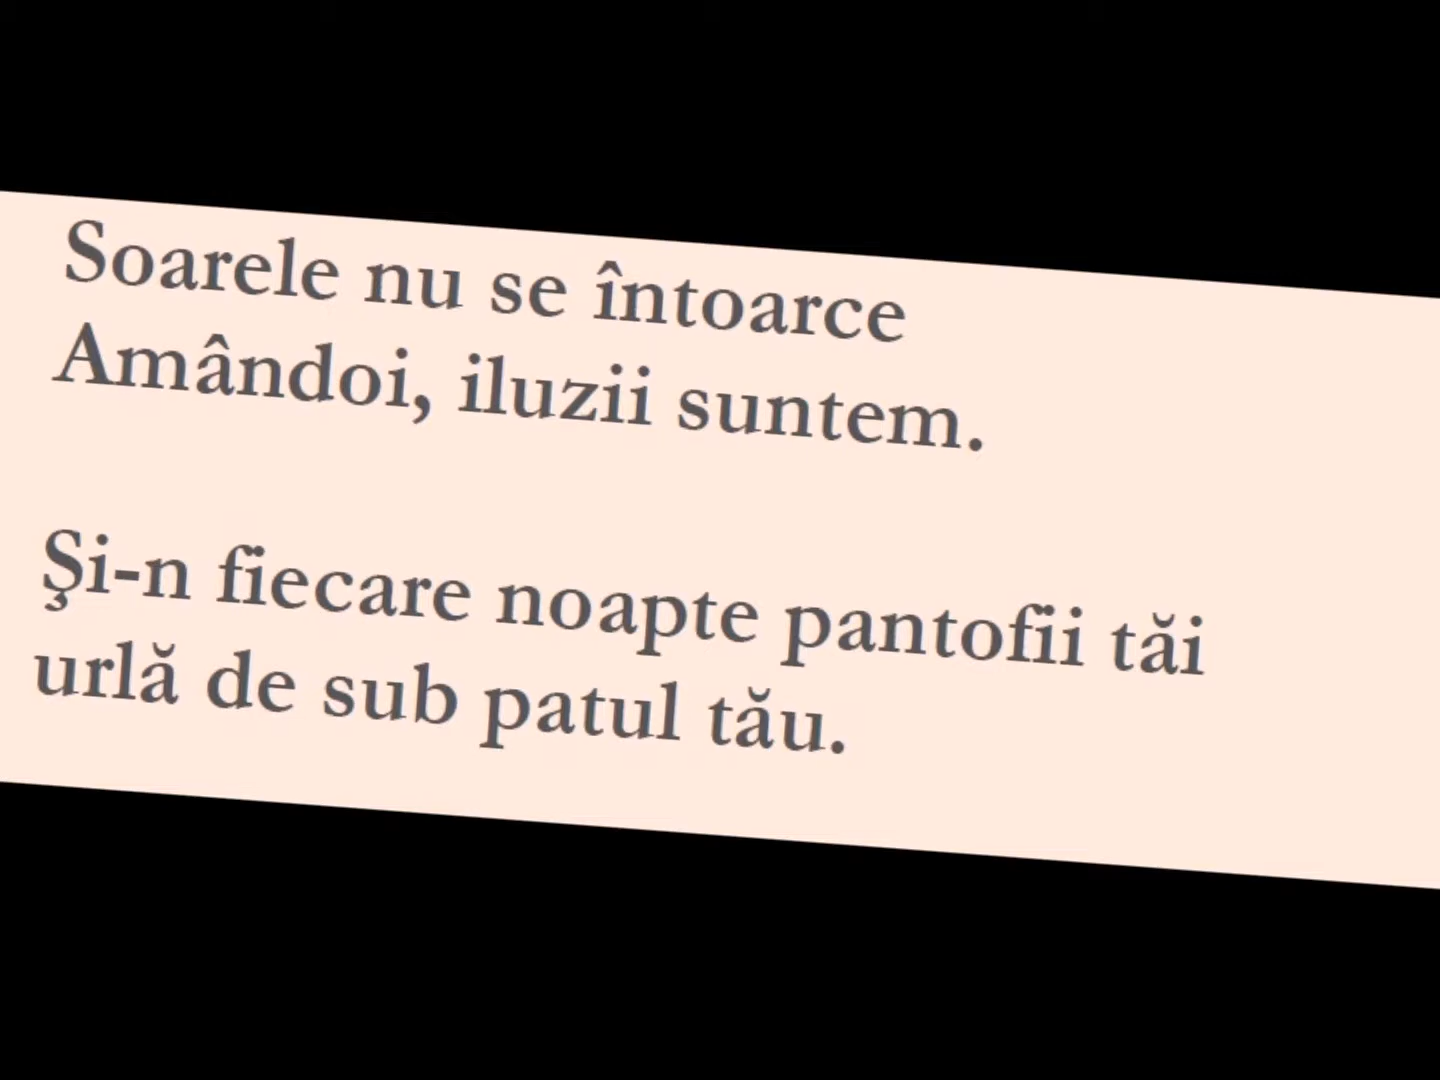 Soarele nu se întoarce
Amândoi, iluzii suntem.
Şi-n fiecare noapte pantofii tăi
urlă de sub patul tău.